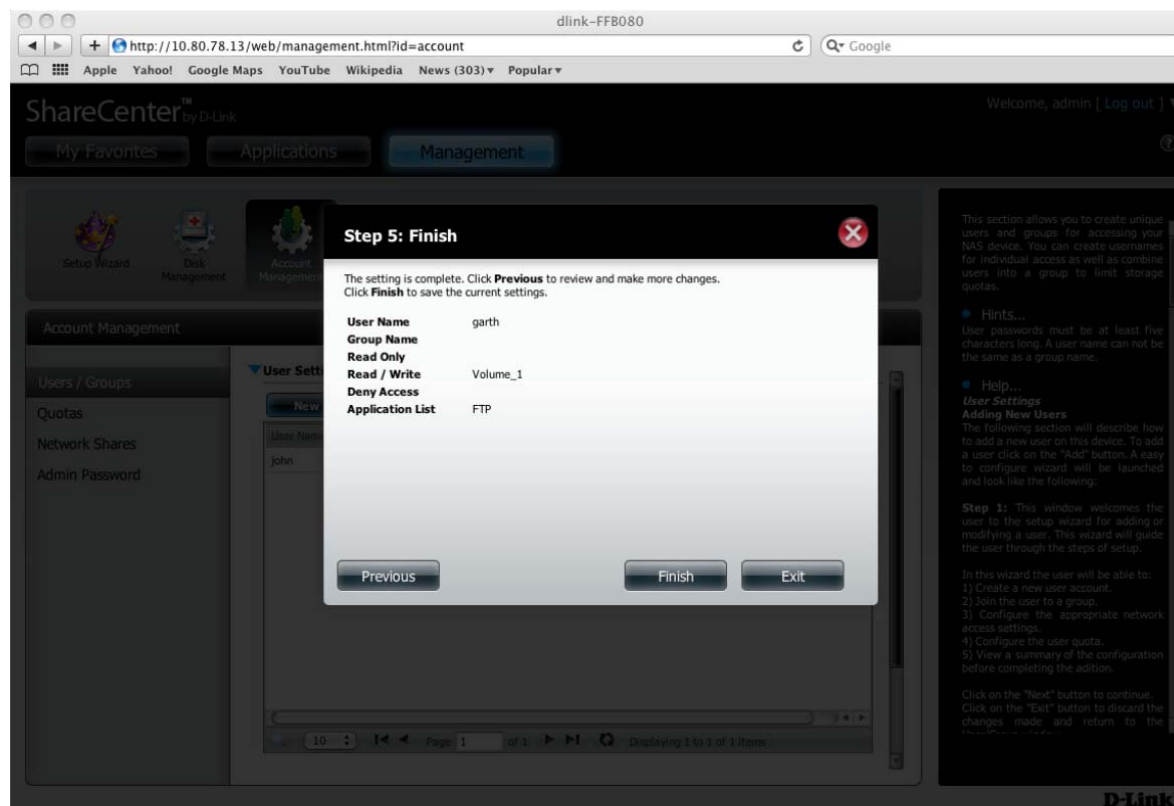 dlink-FFB080
http://10.80.78.13/web/management.html?id=account
Google
Apple Yahoo! Google Maps YouTube Wikipedia News (303) Popular
ShareCenter™ by D-Link
Welcome, admin [ Log out ]
My Favorites Applications Management
Setup Wizard
Disk Management
Account Management
Account Management
Users / Groups
Quotas
Network Shares
Admin Password
User Setti
New
User Name
john
Step 5: Finish
The setting is complete. Click Previous to review and make more changes.
Click Finish to save the current settings.
User Name garth
Group Name
Read Only
Read / Write Volume_1
Deny Access
Application List FTP
Previous Finish Exit
10 Page 1 of 1 Displaying 1 to 1 of 1 items
This section allows you to create unique
users and groups for accessing your
NAS device. You can create usernames
for individual access as well as combine
users into a group to limit storage
quotas.
Hints...
User passwords must be at least five
characters long. A user name can not be
the same as a group name.
Help...
User Settings
Adding New Users
The following section will describe how
to add a new user on this device. To add
a user click on the "Add" button. A easy
to configure wizard will be launched
and look like the following:
Step 1: This window welcomes the
user to the setup wizard for adding or
modifying a user. This wizard will guide
the user through the steps of setup.
In this wizard the user will be able to:
1) Create a new user account.
2) Join the user to a group.
3) Configure the appropriate network
access settings.
4) Configure the user quota.
5) View a summary of the configuration
before completing the adition.
Click on the "Next" button to continue.
Click on the "Exit" button to discard the
changes made and return to the
D-Link